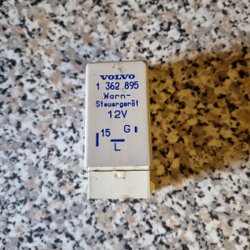 VOLVO
1 362 895
Warn-
Steuergerät
12V
15 G
L